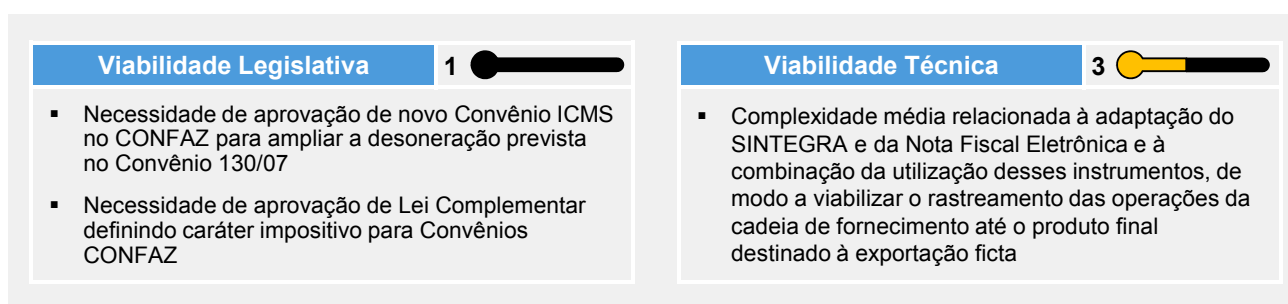 Viabilidade Legislativa 1
▪ Necessidade de aprovação de novo Convênio ICMS
no CONFAZ para ampliar a desoneração prevista
no Convênio 130/07
▪ Necessidade de aprovação de Lei Complementar
definindo caráter impositivo para Convênios
CONFAZ
Viabilidade Técnica 3
▪ Complexidade média relacionada à adaptação do
SINTEGRA e da Nota Fiscal Eletrônica e à
combinação da utilização desses instrumentos, de
modo a viabilizar o rastreamento das operações da
cadeia de fornecimento até o produto final
destinado à exportação ficta